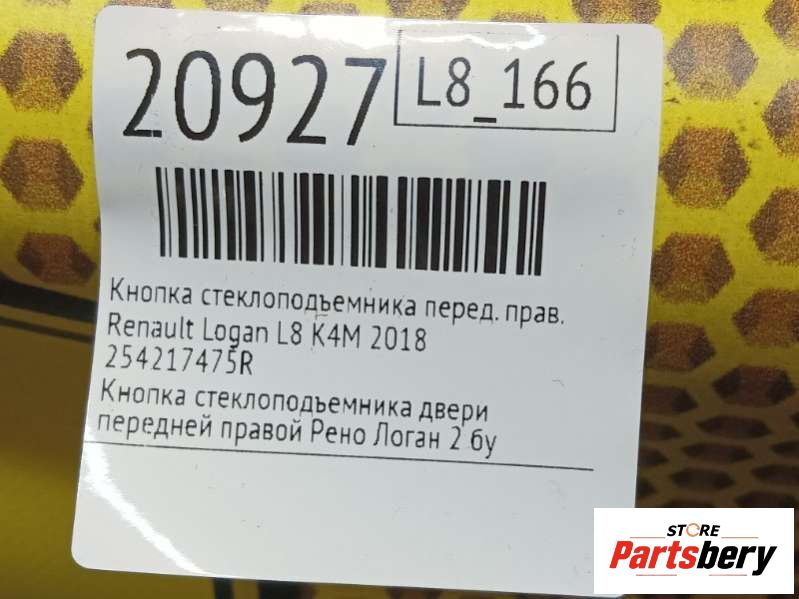 20927
L8_166
Кнопка стеклоподъемника перед. прав.
Renault Logan L8 K4M 2018
254217475R
Кнопка стеклоподъемника двери
передней правой Рено Логан 2 бу
STORE
Partsbery